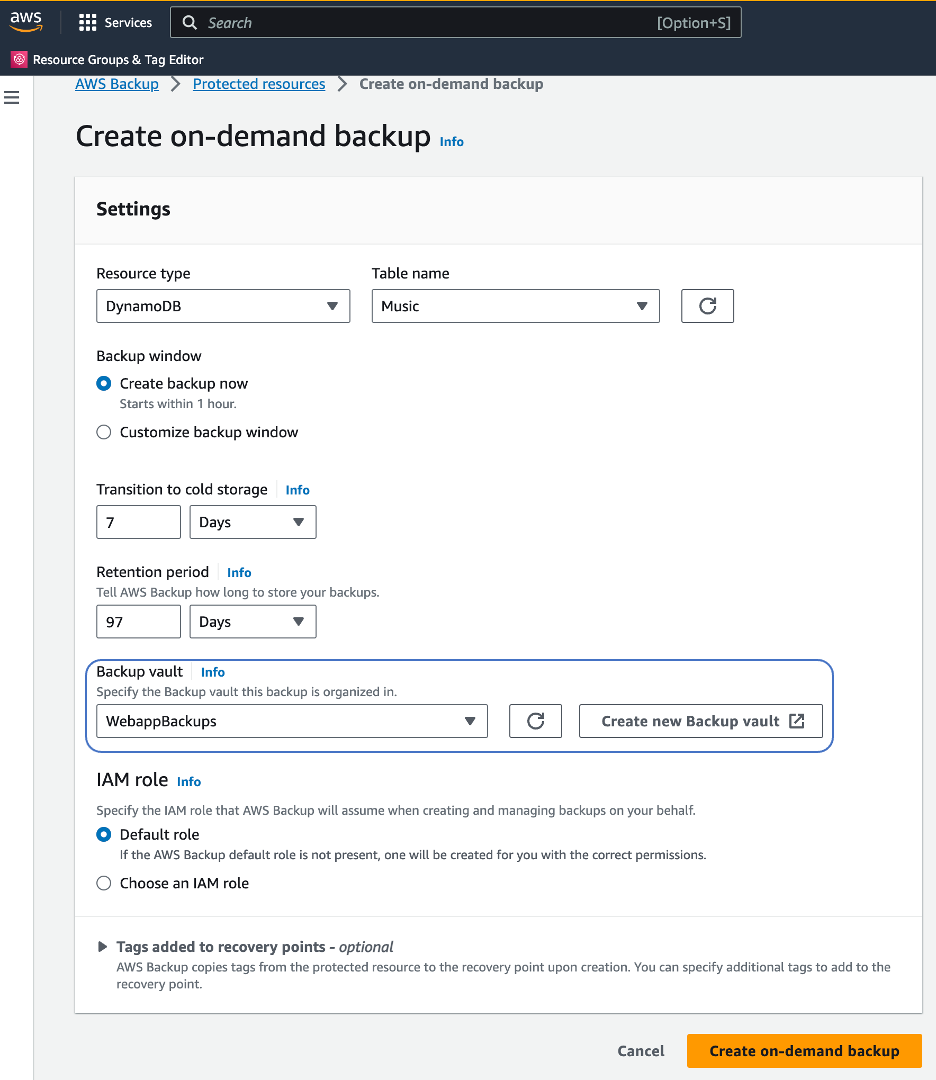 aws
Services
Search
[Option+S]
Resource Groups & Tag Editor
AWS Backup > Protected resources > Create on-demand backup
Create on-demand backup Info
Settings
Resource type
Table name
DynamoDB
Music
Backup window
Create backup now
Starts within 1 hour.
Customize backup window
Transition to cold storage Info
7 Days
Retention period Info
Tell AWS Backup how long to store your backups.
97 Days
Backup vault Info
Specify the Backup vault this backup is organized in.
WebappBackups
Create new Backup vault
IAM role Info
Specify the IAM role that AWS Backup will assume when creating and managing backups on your behalf.
Default role
If the AWS Backup default role is not present, one will be created for you with the correct permissions.
Choose an IAM role
Tags added to recovery points - optional
AWS Backup copies tags from the protected resource to the recovery point upon creation. You can specify additional tags to add to the
recovery point.
Cancel
Create on-demand backup